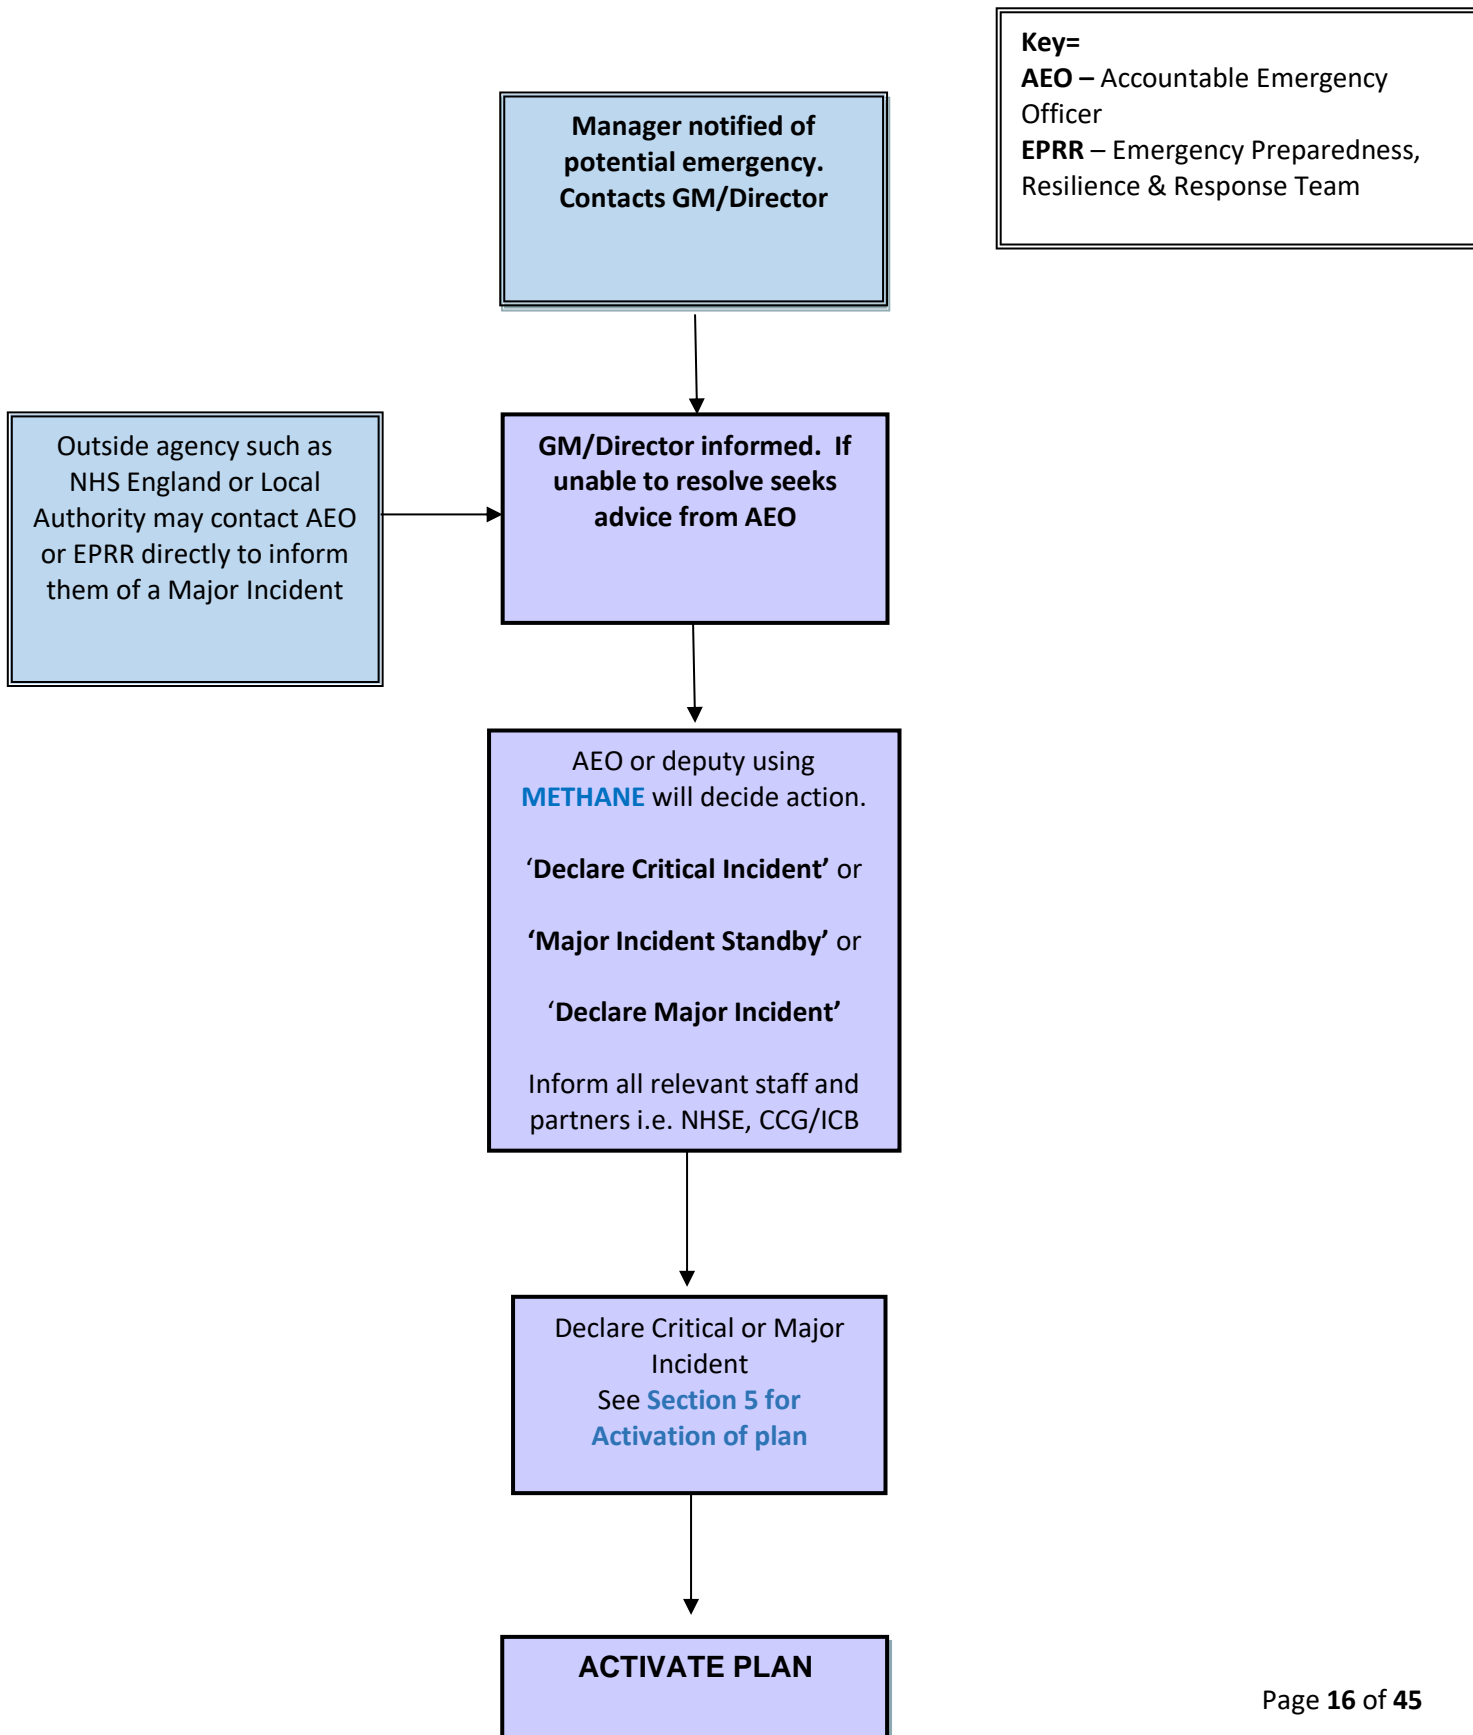 Key=
AEO – Accountable Emergency
Officer
EPRR – Emergency Preparedness,
Resilience & Response Team
Manager notified of
potential emergency.
Contacts GM/Director
Outside agency such as
NHS England or Local
Authority may contact AEO
or EPRR directly to inform
them of a Major Incident
GM/Director informed.  If
unable to resolve seeks
advice from AEO
AEO or deputy using
METHANE will decide action.
‘Declare Critical Incident’ or
‘Major Incident Standby’ or
‘Declare Major Incident’
Inform all relevant staff and
partners i.e. NHSE, CCG/ICB
Declare Critical or Major
Incident
See Section 5 for
Activation of plan
ACTIVATE PLAN
Page 16 of 45